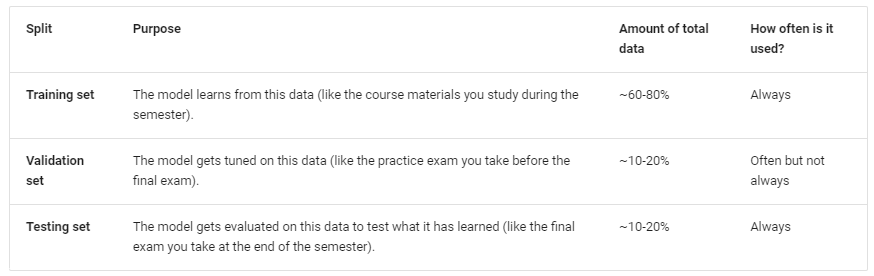 Split
Purpose
Amount of total
data
How often is it
used?
Training set
The model learns from this data (like the course materials you study during the
semester).
~60-80%
Always
Validation
set
The model gets tuned on this data (like the practice exam you take before the
final exam).
~10-20%
Often but not
always
Testing set
The model gets evaluated on this data to test what it has learned (like the final
exam you take at the end of the semester).
~10-20%
Always